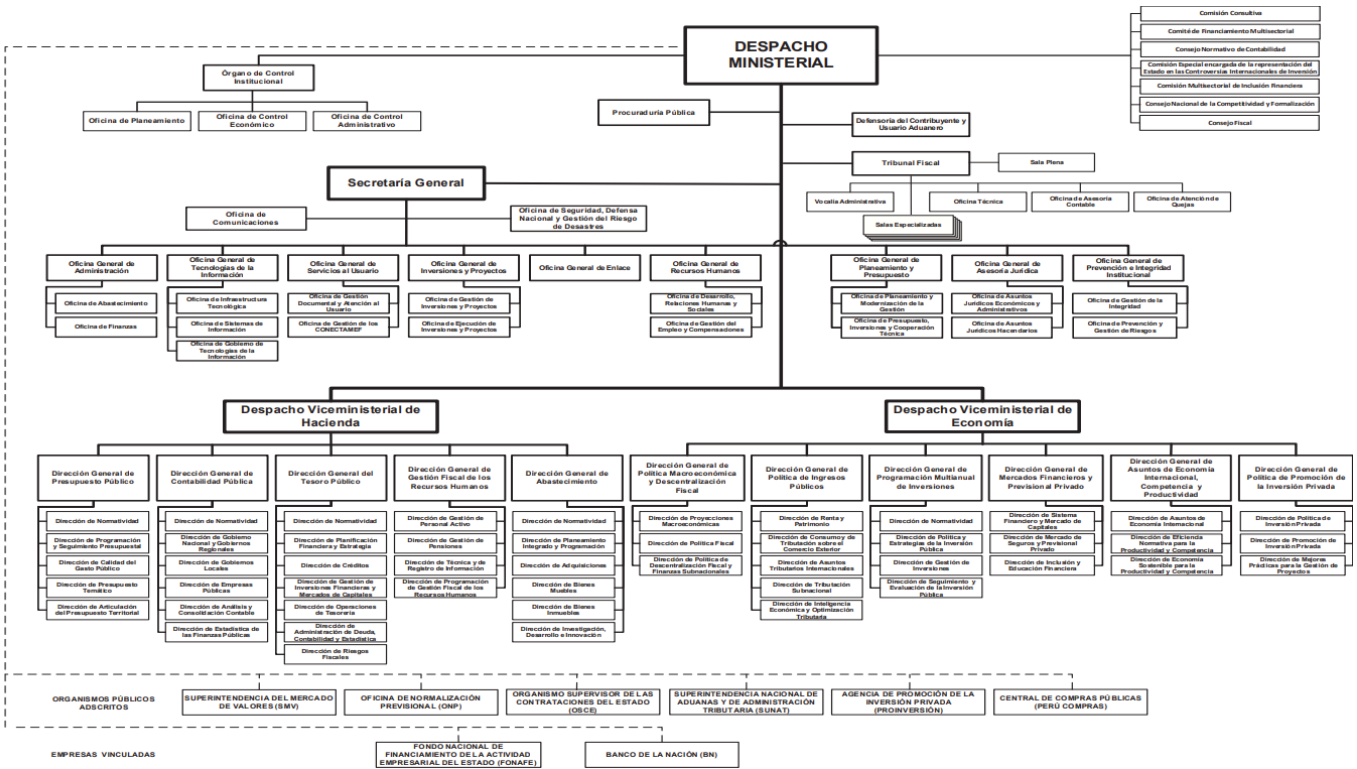 DESPACHO
MINISTERIAL
Comisión Consultiva
Comité de Financiamiento Multisectorial
Consejo Normativo de Contabilidad
Comisión Especial encargada de la representación del
Estado en las Controversias Internacionales de Inversión
Comisión Multisectorial de Inclusión Financiera
Consejo Nacional de la Competitividad y Formalización
Consejo Fiscal
Órgano de Control
Institucional
Oficina de Planeamiento
Oficina de Control
Económico
Oficina de Control
Administrativo
Procuraduría Pública
Defensoría del Contribuyente y
Usuario Aduanero
Tribunal Fiscal
Sala Plena
Vocalía Administrativa
Oficina Técnica
Oficina de Asesoría
Contable
Oficina de Atención de
Quejas
Salas Especializadas
Secretaría General
Oficina de
Comunicaciones
Oficina de Seguridad, Defensa
Nacional y Gestión del Riesgo
de Desastres
Oficina General de
Administración
Oficina de Abastecimiento
Oficina de Finanzas
Oficina General de
Tecnologías de la
Información
Oficina de Infraestructura
Tecnológica
Oficina de Sistemas de
Información
Oficina de Gobierno de
Tecnologías de la
Información
Oficina General de
Servicios al Usuario
Oficina de Gestión
Documental y Atención al
Usuario
Oficina de Gestión de los
CONECTAMEF
Oficina General de
Inversiones y Proyectos
Oficina de Gestión de
Inversiones y Proyectos
Oficina de Ejecución de
Inversiones y Proyectos
Oficina General de Enlace
Oficina General de
Recursos Humanos
Oficina de Desarrollo,
Relaciones Humanas y
Sociales
Oficina de Gestión del
Empleo y Compensaciones
Oficina General de
Planeamiento y
Presupuesto
Oficina de Planeamiento y
Modernización de la
Gestión
Oficina de Presupuesto,
Inversiones y Cooperación
Técnica
Oficina General de
Asesoría Jurídica
Oficina de Asuntos
Jurídicos Económicos y
Administrativos
Oficina de Asuntos
Jurídicos Hacendarios
Oficina General de
Prevención e Integridad
Institucional
Oficina de Gestión de la
Integridad
Oficina de Prevención y
Gestión de Riesgos
Despacho Viceministerial de
Hacienda
Dirección General de
Presupuesto Público
Dirección de Normatividad
Dirección de Programación
y Seguimiento Presupuestal
Dirección de Calidad del
Gasto Público
Dirección de Presupuesto
Temático
Dirección de Articulación
del Presupuesto Territorial
Dirección General de
Contabilidad Pública
Dirección de Normatividad
Dirección de Gobierno
Nacional y Gobiernos
Regionales
Dirección de Gobiernos
Locales
Dirección de Empresas
Públicas
Dirección de Análisis y
Consolidación Contable
Dirección de Estadística de
las Finanzas Públicas
Dirección General del
Tesoro Público
Dirección de Normatividad
Dirección de Planificación
Financiera y Estrategia
Dirección de Créditos
Dirección de Gestión de
Inversiones Financieras y
Mercados de Capitales
Dirección de Operaciones
de Tesorería
Dirección de
Administración de Deuda,
Contabilidad y Estadística
Dirección de Riesgos
Fiscales
Dirección General de
Gestión Fiscal de los
Recursos Humanos
Dirección de Gestión de
Personal Activo
Dirección de Gestión de
Pensiones
Dirección de Técnica y de
Registro de Información
Dirección de Programación
de Gestión Fiscal de los
Recursos Humanos
Dirección General de
Abastecimiento
Dirección de Normatividad
Dirección de Planeamiento
Integrado y Programación
Dirección de Adquisiciones
Dirección de Bienes
Muebles
Dirección de Bienes
Inmuebles
Dirección de Investigación,
Desarrollo e Innovación
Despacho Viceministerial de
Economía
Dirección General de
Política Macroeconómica y
Descentralización
Fiscal
Dirección de Proyecciones
Macroeconómicas
Dirección de Política Fiscal
Dirección de Política de
Descentralización Fiscal y
Finanzas Subnacionales
Dirección General de
Política de Ingresos
Públicos
Dirección de Renta y
Patrimonio
Dirección de Consumo y de
Tributación sobre el
Comercio Exterior
Dirección de Asuntos
Tributarios Internacionales
Dirección de Tributación
Subnacional
Dirección de Inteligencia
Económica y Optimización
Tributaria
Dirección General de
Programación Multianual
de Inversiones
Dirección de Normatividad
Dirección de Política y
Estrategias de la Inversión
Pública
Dirección de Gestión de
Inversiones
Dirección de Seguimiento y
Evaluación de la Inversión
Pública
Dirección General de
Mercados Financieros y
Previsional Privado
Dirección de Sistema
Financiero y Mercado de
Capitales
Dirección de Mercado de
Seguros y Previsional
Privado
Dirección de Inclusión y
Educación Financiera
Dirección General de
Asuntos de Economía
Internacional,
Competencia y
Productividad
Dirección de Asuntos de
Economía Internacional
Dirección de Eficiencia
Normativa para la
Productividad y Competencia
Dirección de Economía
Sostenible para la
Productividad y Competencia
Dirección General de
Política de Promoción de
la Inversión Privada
Dirección de Política de
Inversión Privada
Dirección de Promoción de
Inversión Privada
Dirección de Mejores
Prácticas para la Gestión de
Proyectos
ORGANISMOS PÚBLICOS
ADSCRITOS
SUPERINTENDENCIA DEL MERCADO
DE VALORES (SMV)
OFICINA DE NORMALIZACIÓN
PREVISIONAL (ONP)
ORGANISMO SUPERVISOR DE LAS
CONTRATACIONES DEL ESTADO
(OSCE)
SUPERINTENDENCIA NACIONAL DE
ADUANAS Y DE ADMINISTRACIÓN
TRIBUTARIA (SUNAT)
AGENCIA DE PROMOCIÓN DE LA
INVERSIÓN PRIVADA
(PROINVERSIÓN)
CENTRAL DE COMPRAS PÚBLICAS
(PERÚ COMPRAS)
EMPRESAS VINCULADAS
FONDO NACIONAL DE
FINANCIAMIENTO DE LA ACTIVIDAD
EMPRESARIAL DEL ESTADO (FONAFE)
BANCO DE LA NACIÓN (BN)